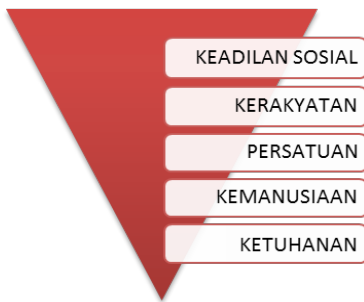 KEADILAN SOSIAL
KERAKYATAN
PERSATUAN
KEMANUSIAAN
KETUHANAN